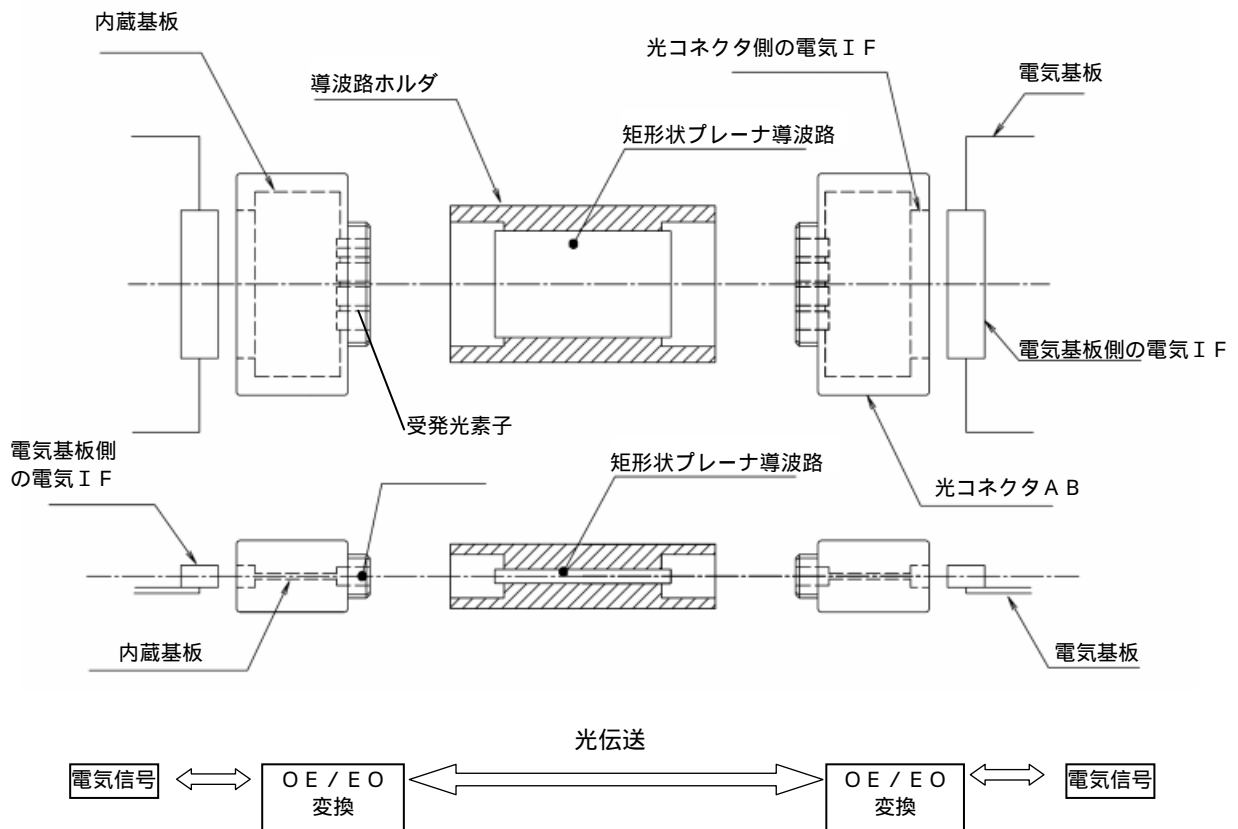 内蔵基板
光コネクタ側の電気ＩＦ
電気基板
導波路ホルダ
矩形状プレーナ導波路
電気基板側の電気ＩＦ
受発光素子
電気基板側
の電気ＩＦ
矩形状プレーナ導波路
光コネクタＡＢ
内蔵基板
電気基板
光伝送
電気信号
ＯＥ/ＥＯ
変換
ＯＥ/ＥＯ
変換
電気信号